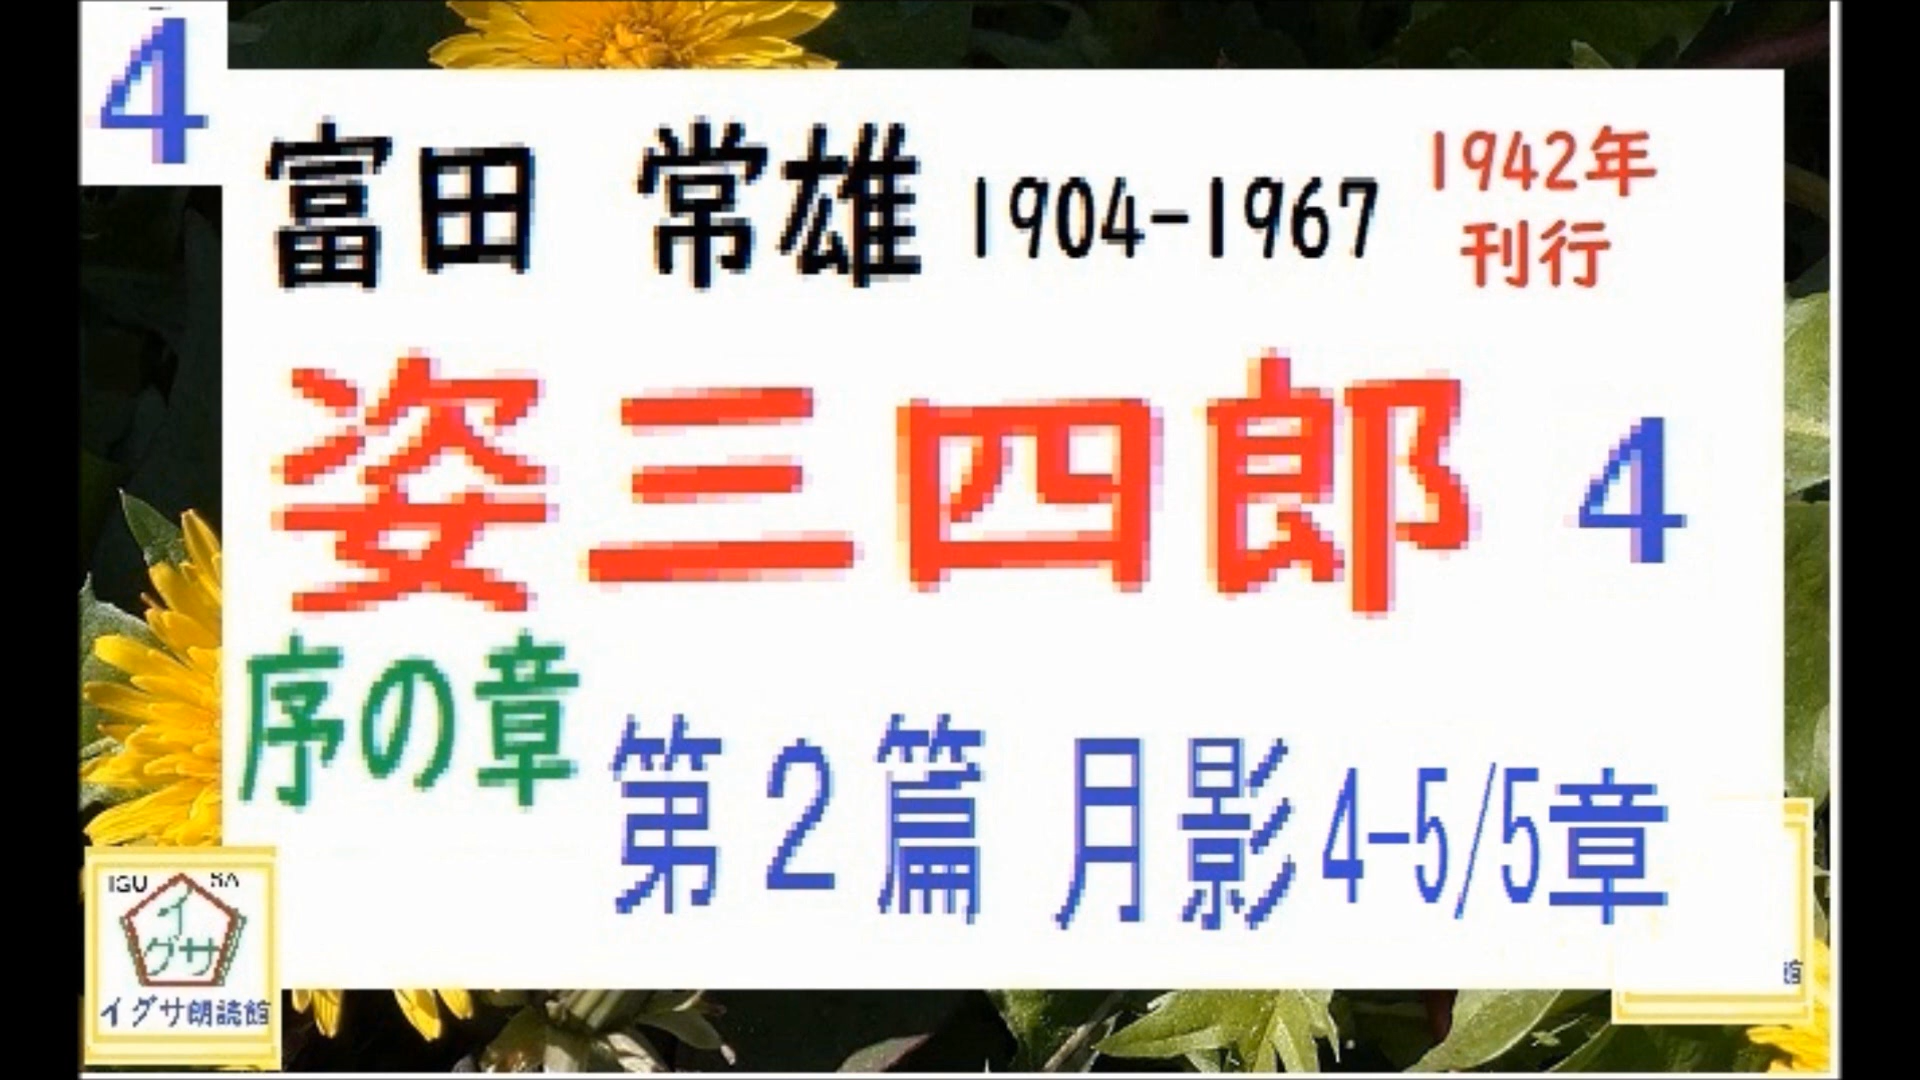 4
富田 常雄 1904-1967
1942年
刊行
姿三四郎 4
序の章
第2篇 月影 4-5/5章
IGU SA
イ
グサ
イグサ朗読館
館